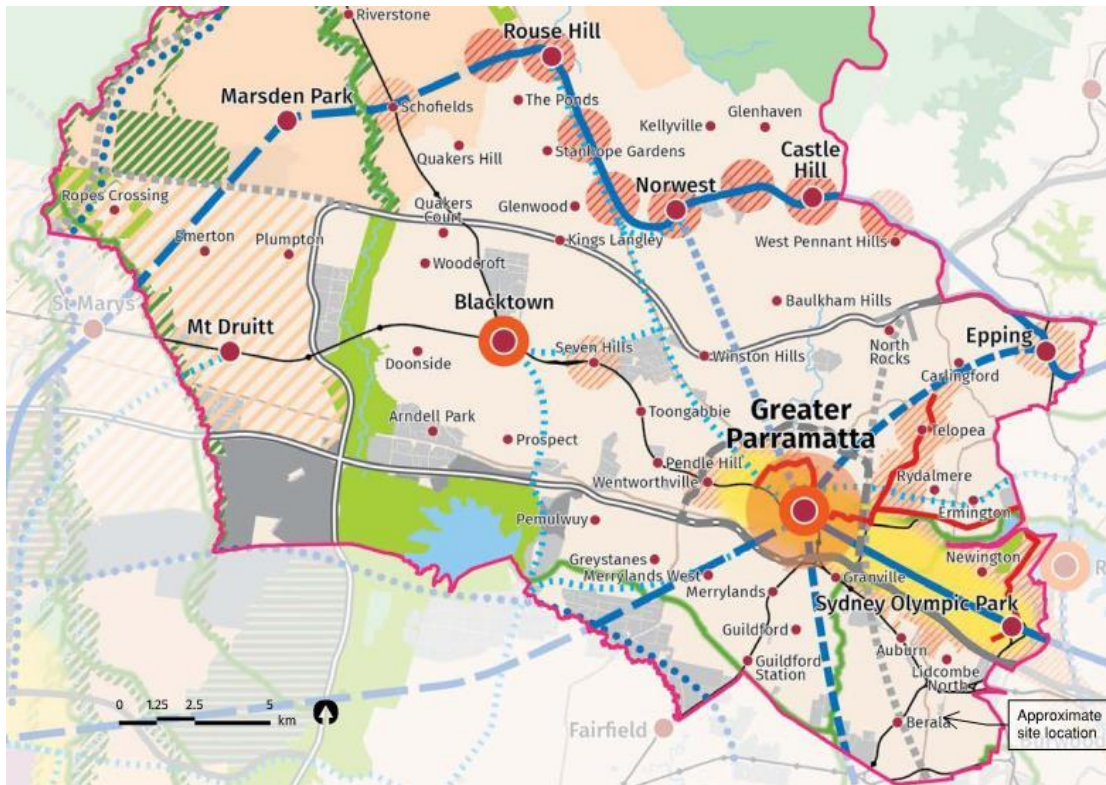 Riverstone
Rouse Hill
Marsden Park
Schofields
The Ponds
Glenhaven
Kellyville
Quakers Hill
Stanhope Gardens
Castle
Hill
Ropes Crossing
Norwest
Quakers
Court
Glenwood
Emerton
Plumpton
Kings Langley
West Pennant Hills
Woodcroft
St Marys
Blacktown
Baulkham Hills
Mt Druitt
Epping
North
Rocks
Seven Hills
Winston Hills
Doonside
Carlingford
Greater
Parramatta
Arndell Park
Toongabbie
Telopea
Prospect
Pendle Hill
Wentworthville
Rydalmere
Ermington
Pemulwuy
Greystanes
Newington
Merrylands West
Granville
R
Merrylands
Sydney Olympic Park
Guildford
Auburn
Guildford
Station
Lidcombe
North
0 1.25 2.5 5
km
Fairfield
Berala
Approximate
site location